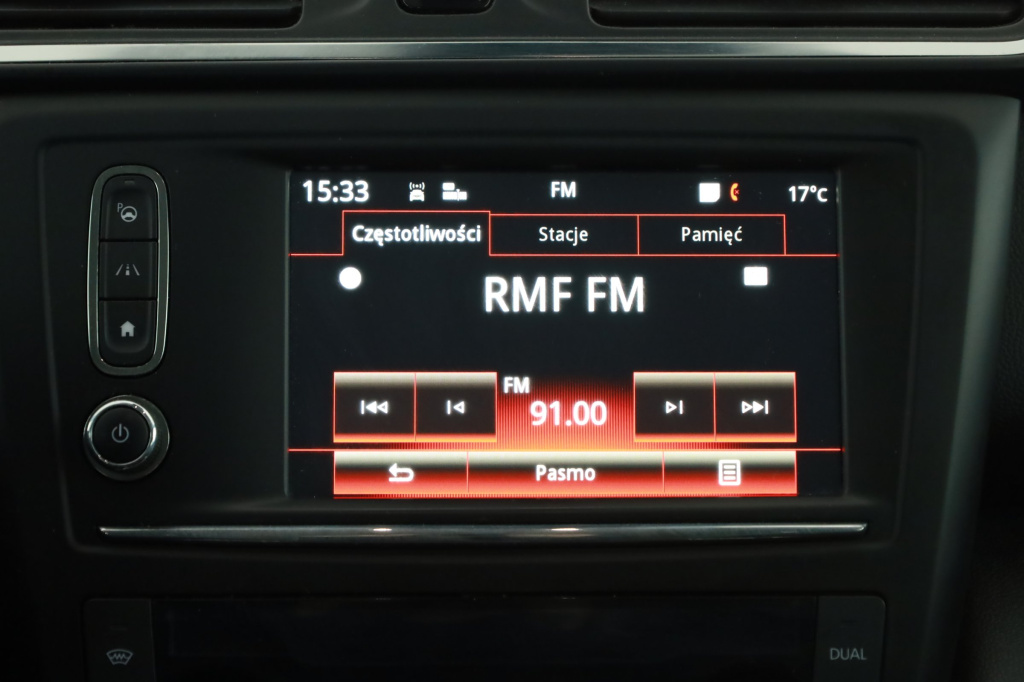 15:33 FM 17°C
Częstotliwości Stacje Pamięć
RMF FM
FM
91.00
Pasmo
P
DUAL